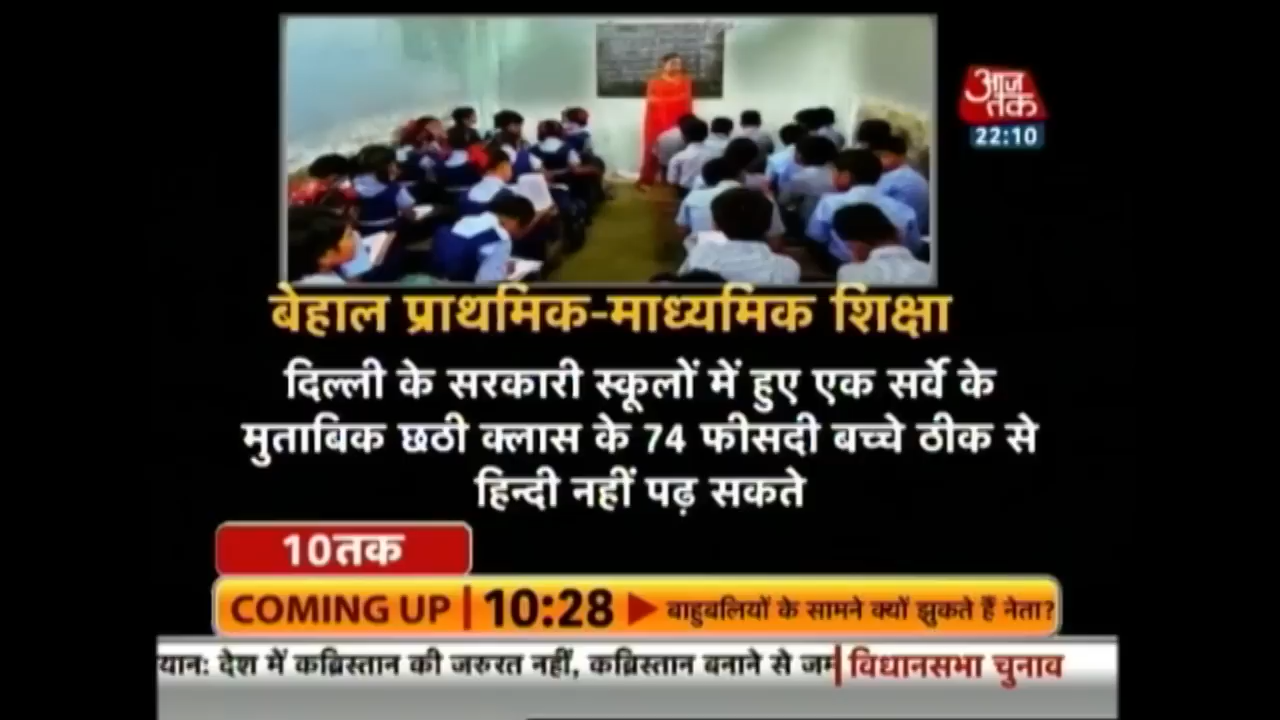 आज
तक
22:10
बेहाल प्राथमिक-माध्यमिक शिक्षा
दिल्ली के सरकारी स्कूलों में हुए एक सर्वे के
मुताबिक छठी क्लास के 74 फीसदी बच्चे ठीक से
हिन्दी नहीं पढ़ सकते
10तक
COMING UP 10:28 बाहुबलियों के सामने क्यों झुकते हैं नेता?
यान: देश में कब्रिस्तान की जरुरत नहीं, कब्रिस्तान बनाने से विधानसभा चुनाव